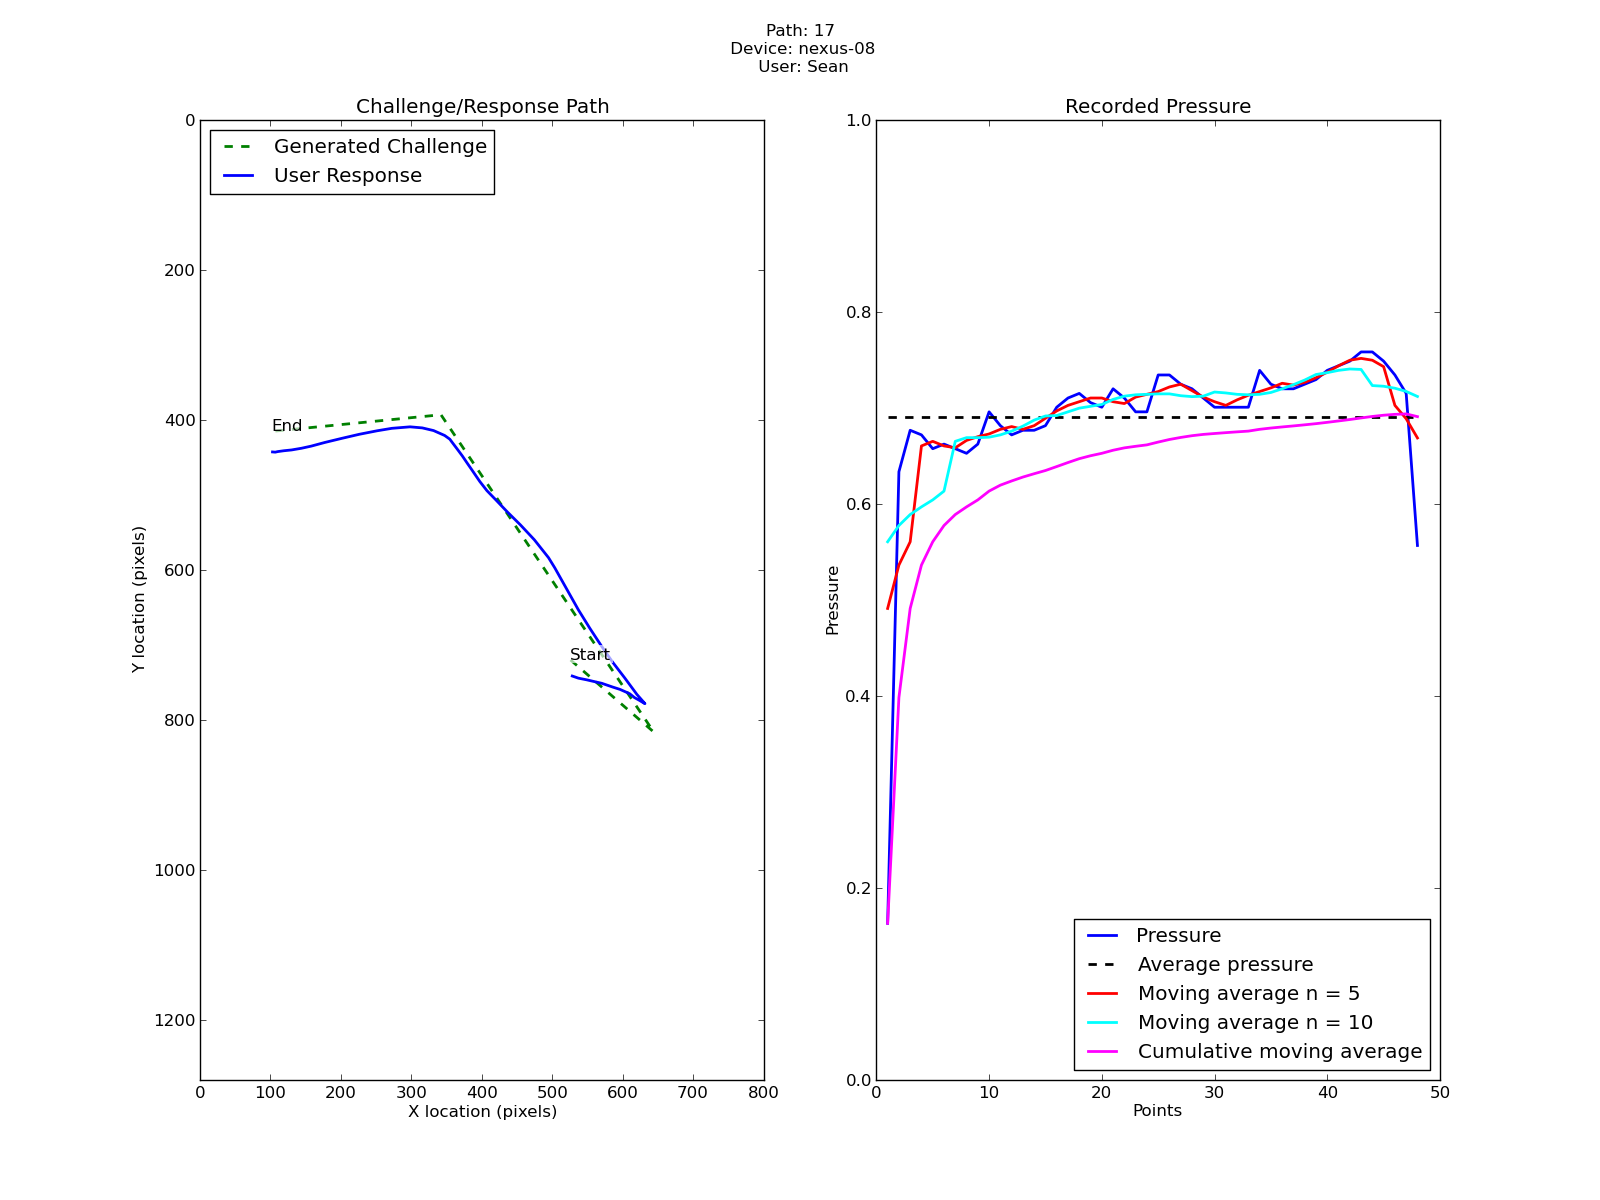 Path: 17
Device: nexus-08
User: Sean
Challenge/Response Path
Generated Challenge
User Response
0
200
400
600
800
1000
1200
Y location (pixels)
End
Start
0 100 200 300 400 500 600 700 800
X location (pixels)
Recorded Pressure
1.0
0.8
0.6
0.4
0.2
0.0
Pressure
Pressure
Average pressure
Moving average n = 5
Moving average n = 10
Cumulative moving average
0 10 20 30 40 50
Points